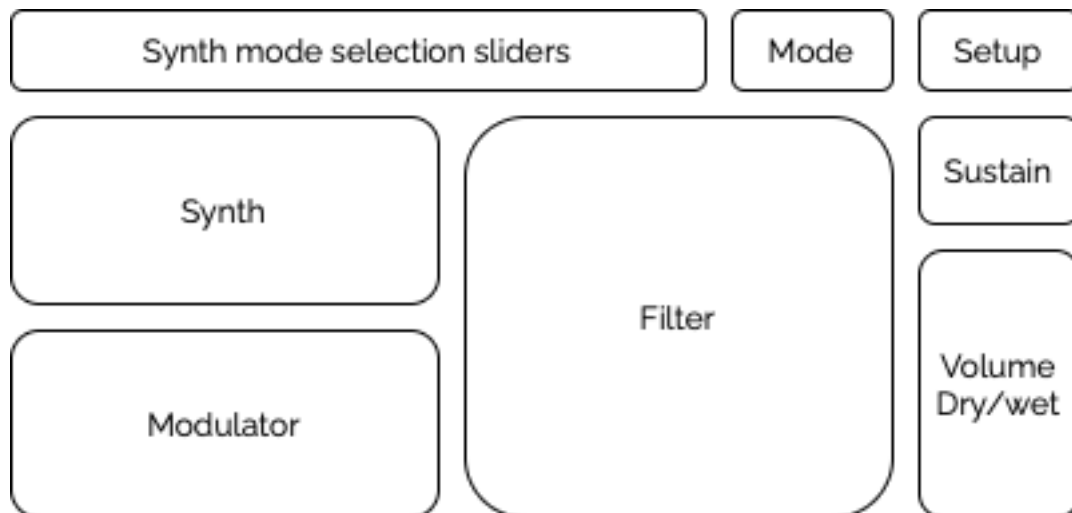 Synth mode selection sliders
Mode
Setup
Synth
Filter
Sustain
Modulator
Volume
Dry/wet